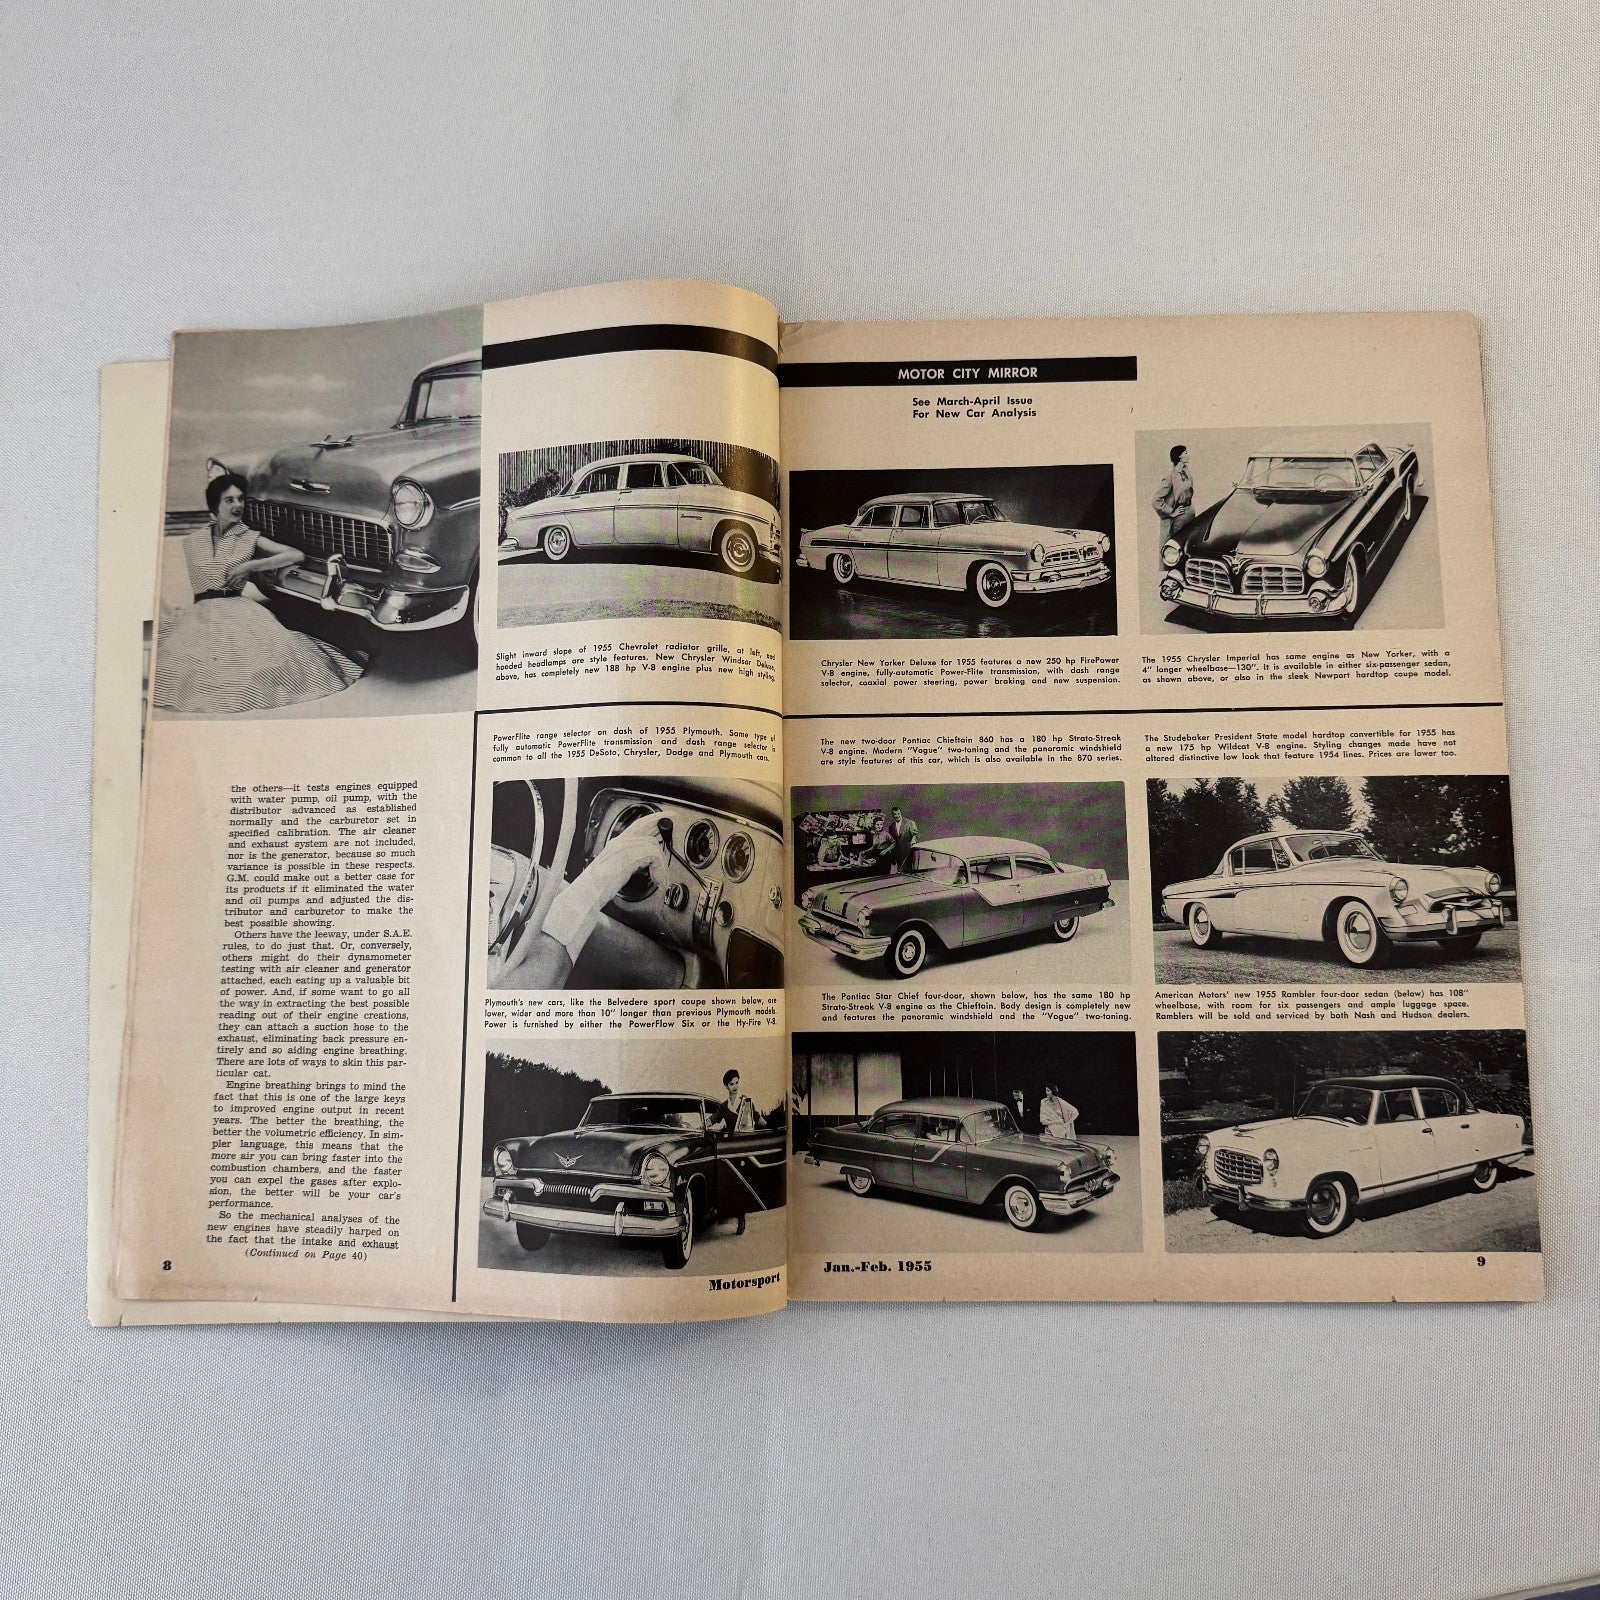 Slight inward slope of 1955 Chevrolet radiator grille, at left, and
hooded headlamps are style features. New Chrysler Windsor Deluxe,
above, has completely new 188 hp V-8 engine plus new high styling.
PowerFlite range selector on dash of 1955 Plymouth. Same type of
fully automatic PowerFlite transmission and dash range selector is
common to all the 1955 DeSoto, Chrysler, Dodge and Plymouth cars.
the others—it tests engines equipped
with water pump, oil pump, with the
distributor advanced as established
normally and the carburetor set in
specified calibration. The air cleaner
and exhaust system are not included,
nor is the generator, because so much
variance is possible in these respects.
G.M. could make out a better case for
its products if it eliminated the water
and oil pumps and adjusted the dis-
tributor and carburetor to make the
best possible showing.
Others have the leeway, under S.A.E.
rules, to do just that. Or, conversely,
others might do their dynamometer
testing with air cleaner and generator
attached, each eating up a valuable bit
of power. And, if some want to go all
the way in extracting the best possible
reading out of their engine creations,
they can attach a suction hose to the
exhaust, eliminating back pressure en-
tirely and so aiding engine breathing.
There are lots of ways to skin this par-
ticular cat.
Engine breathing brings to mind the
fact that this is one of the large keys
to improved engine output in recent
years. The better the breathing, the
better the volumetric efficiency. In sim-
pler language, this means that the
more air you can bring faster into the
combustion chambers, and the faster
you can expel the gases after explo-
sion, the better will be your car's
performance.
So the mechanical analyses of the
new engines have steadily harped on
the fact that the intake and exhaust
(Continued on Page 40)
Plymouth's new cars, like the Belvedere sport coupe shown below, are
lower, wider and more than 10" longer than previous Plymouth models.
Power is furnished by either the PowerFlow Six or the Hy-Fire V-8.
8
Motorsport
MOTOR CITY MIRROR
See March-April Issue
For New Car Analysis
Chrysler New Yorker Deluxe for 1955 features a new 250 hp FirePower
V-8 engine, fully-automatic Power-Flite transmission, with dash range
selector, coaxial power steering, power braking and new suspension.
The 1955 Chrysler Imperial has same engine as New Yorker, with a
4" longer wheelbase—130". It is available in either six-passenger sedan,
as shown above, or also in the sleek Newport hardtop coupe model.
The new two-door Pontiac Chieftain 860 has a 180 hp Strato-Streak
V-8 engine. Modern "Vogue" two-toning and the panoramic windshield
are style features of this car, which is also available in the 870 series.
The Studebaker President State model hardtop convertible for 1955 has
a new 175 hp Wildcat V-8 engine. Styling changes made have not
altered distinctive low look that feature 1954 lines. Prices are lower too.
The Pontiac Star Chief four-door, shown below, has the same 180 hp
Strato-Streak V-8 engine as the Chieftain. Body design is completely new
and features the panoramic windshield and the "Vogue" two-toning.
American Motors' new 1955 Rambler four-door sedan (below) has 108"
wheelbase, with room for six passengers and ample luggage space.
Ramblers will be sold and serviced by both Nash and Hudson dealers.
Jan.-Feb. 1955
9